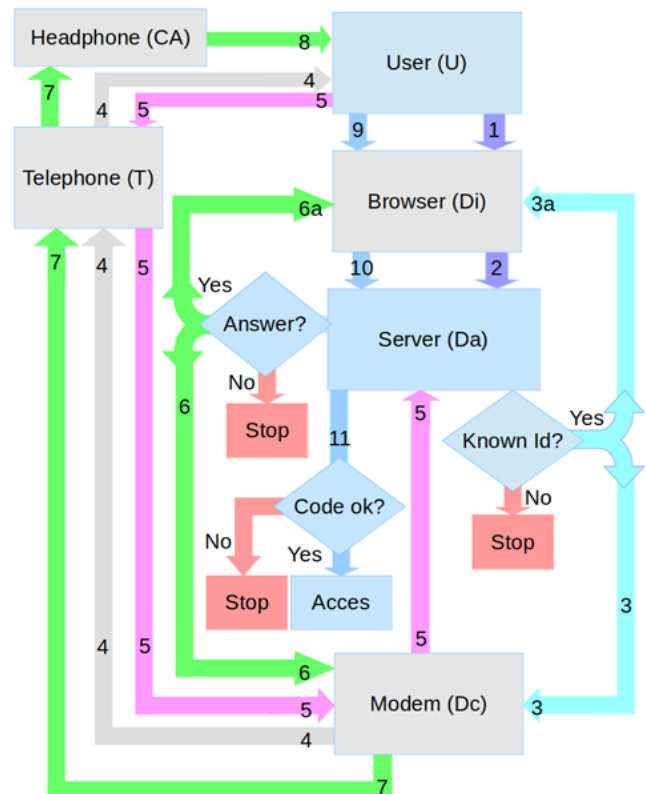 Headphone (CA)
8
User (U)
4
7
4
5
5
9
1
Telephone (T)
Browser (Di)
6a
3a
7
4
5
10
2
Yes
Answer?
Server (Da)
No
6
Stop
11
5
Known Id?
Yes
No
Code ok?
No
Yes
Stop
Stop
Acces
3
4
5
5
6
Modem (Dc)
5
3
4
7